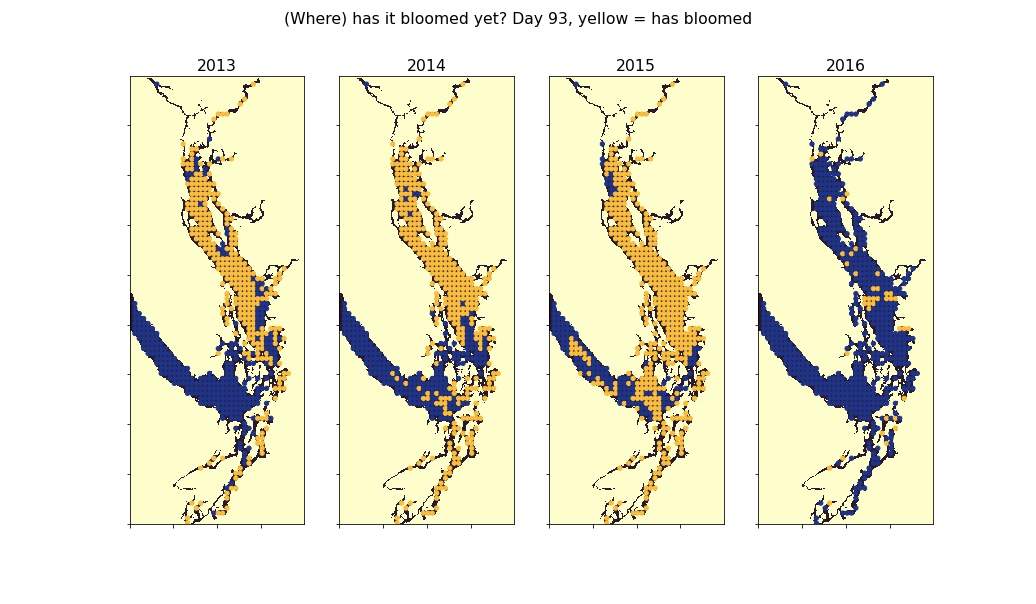 (Where) has it bloomed yet? Day 93, yellow = has bloomed
2013
2014
2015
2016